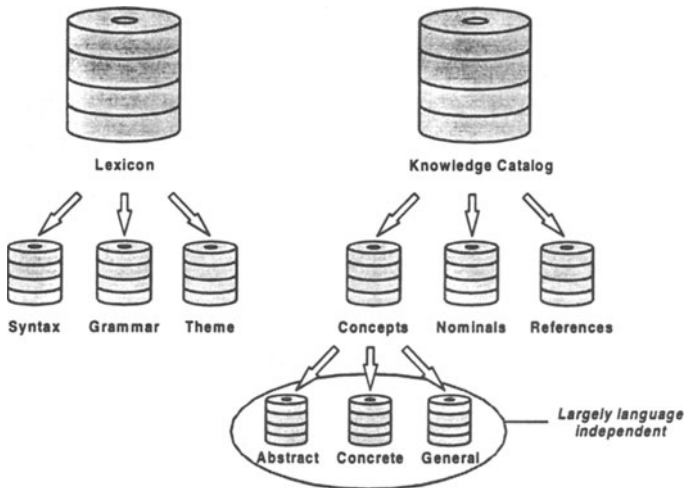 Lexicon
Knowledge Catalog
Syntax
Grammar
Theme
Concepts
Nominals
References
Abstract
Concrete
General
Largely language
independent